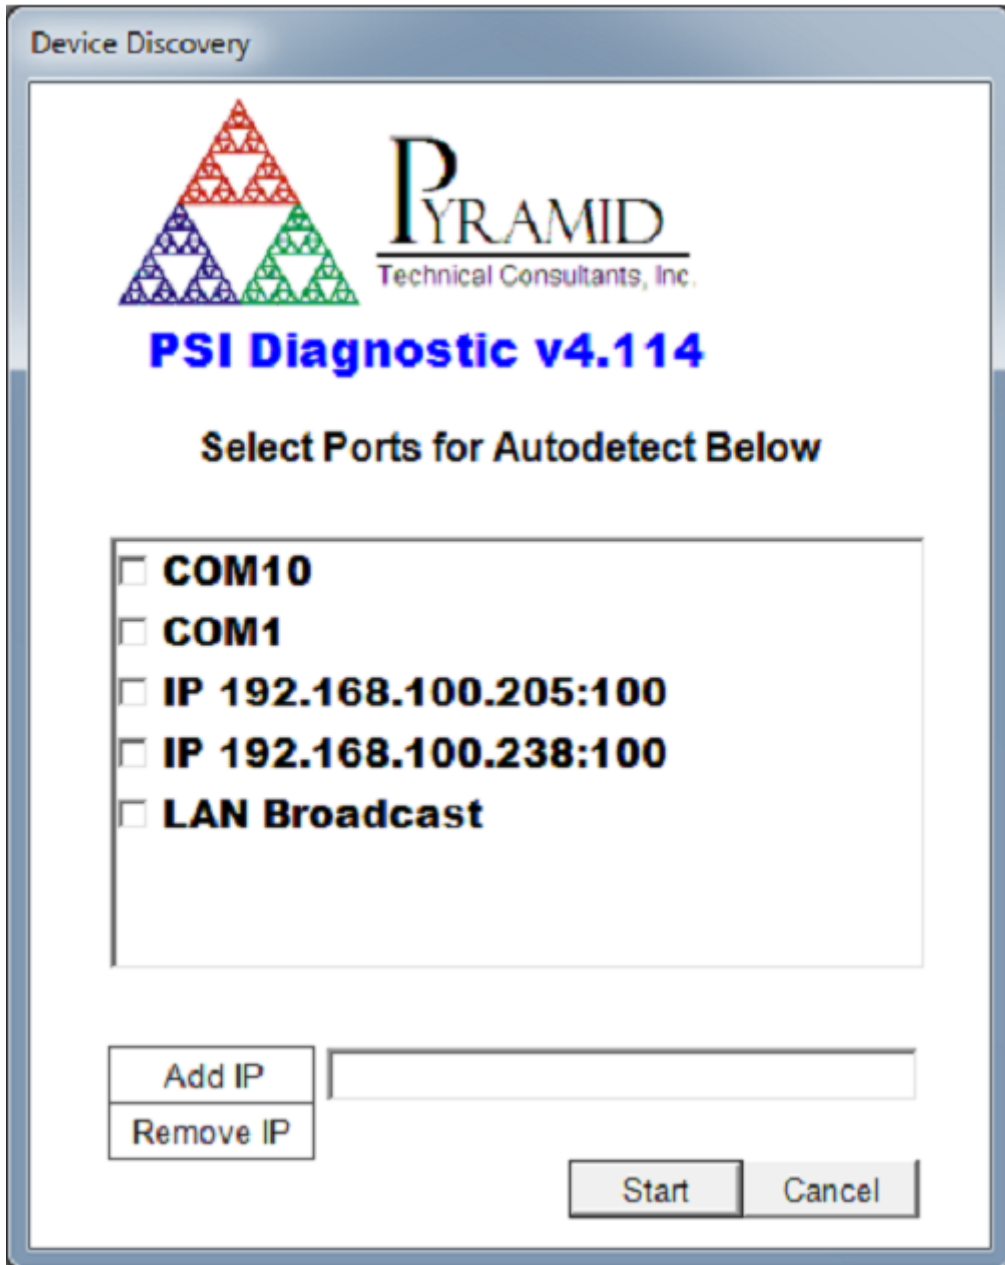 Device Discovery
PYRAMID
Technical Consultants, Inc.
PSI Diagnostic v4.114
Select Ports for Autodetect Below
COM10
COM1
IP 192.168.100.205:100
IP 192.168.100.238:100
LAN Broadcast
Add IP
Remove IP
Start Cancel